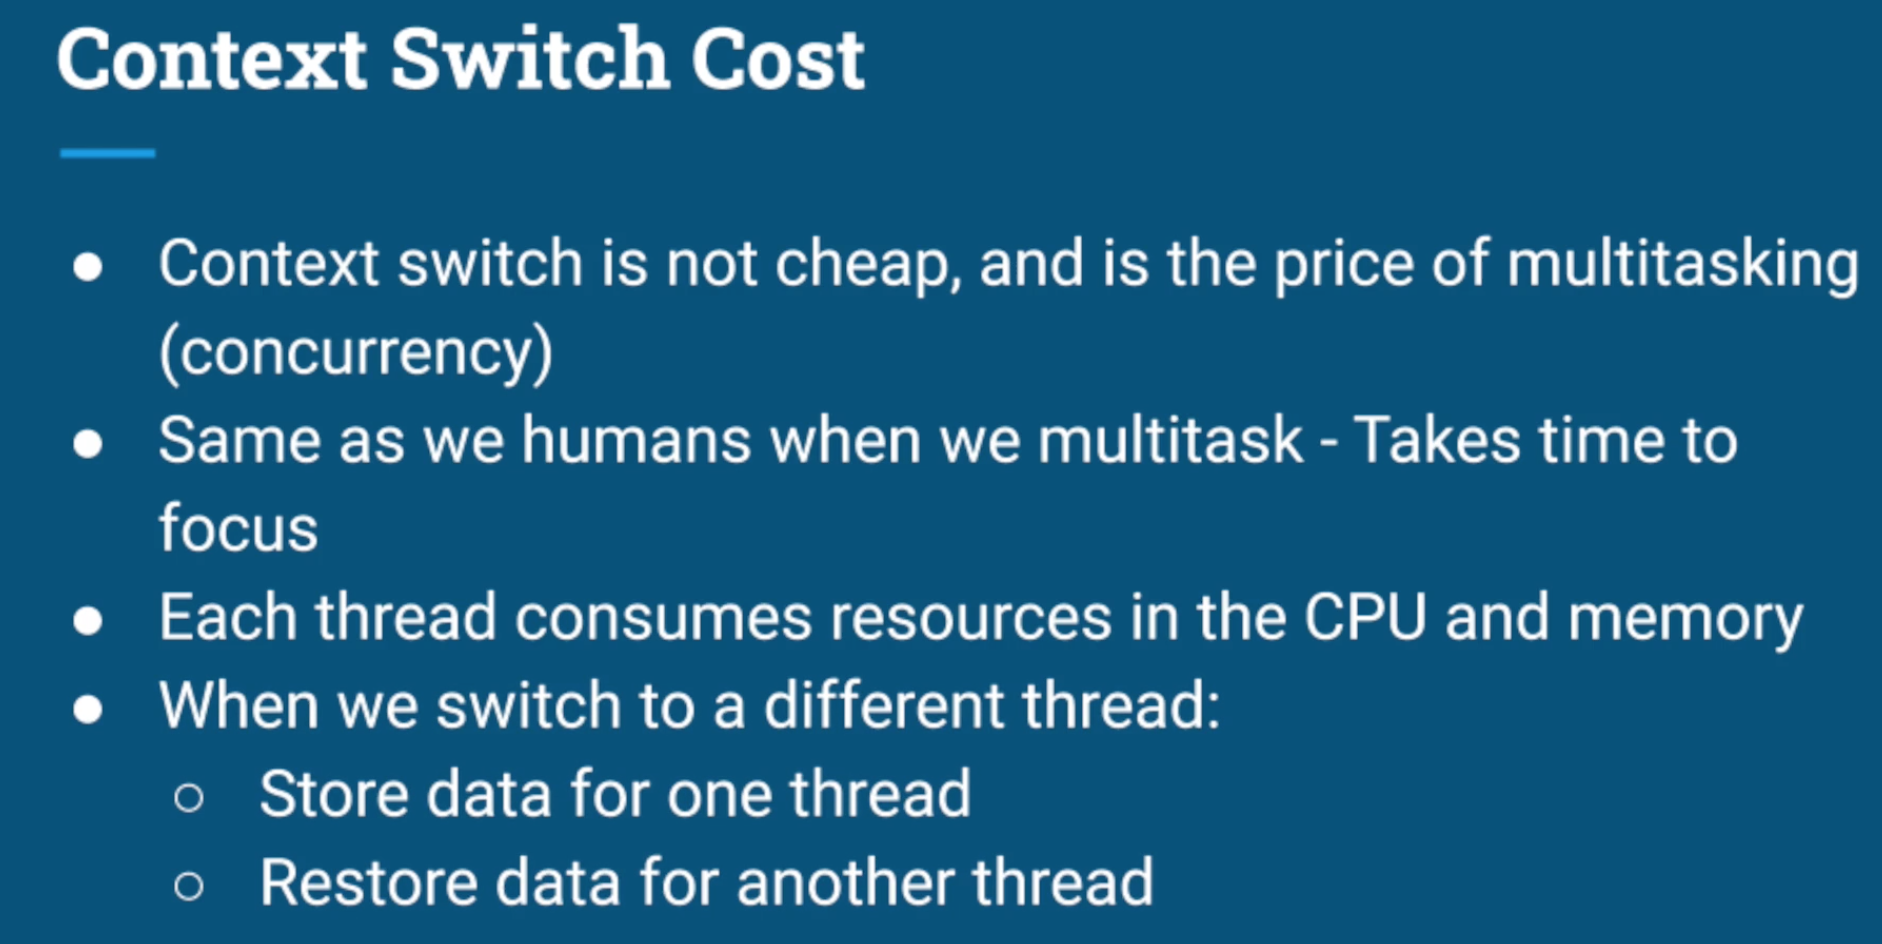 Context Switch Cost
● Context switch is not cheap, and is the price of multitasking
(concurrency)
● Same as we humans when we multitask - Takes time to
focus
● Each thread consumes resources in the CPU and memory
● When we switch to a different thread:
○ Store data for one thread
○ Restore data for another thread